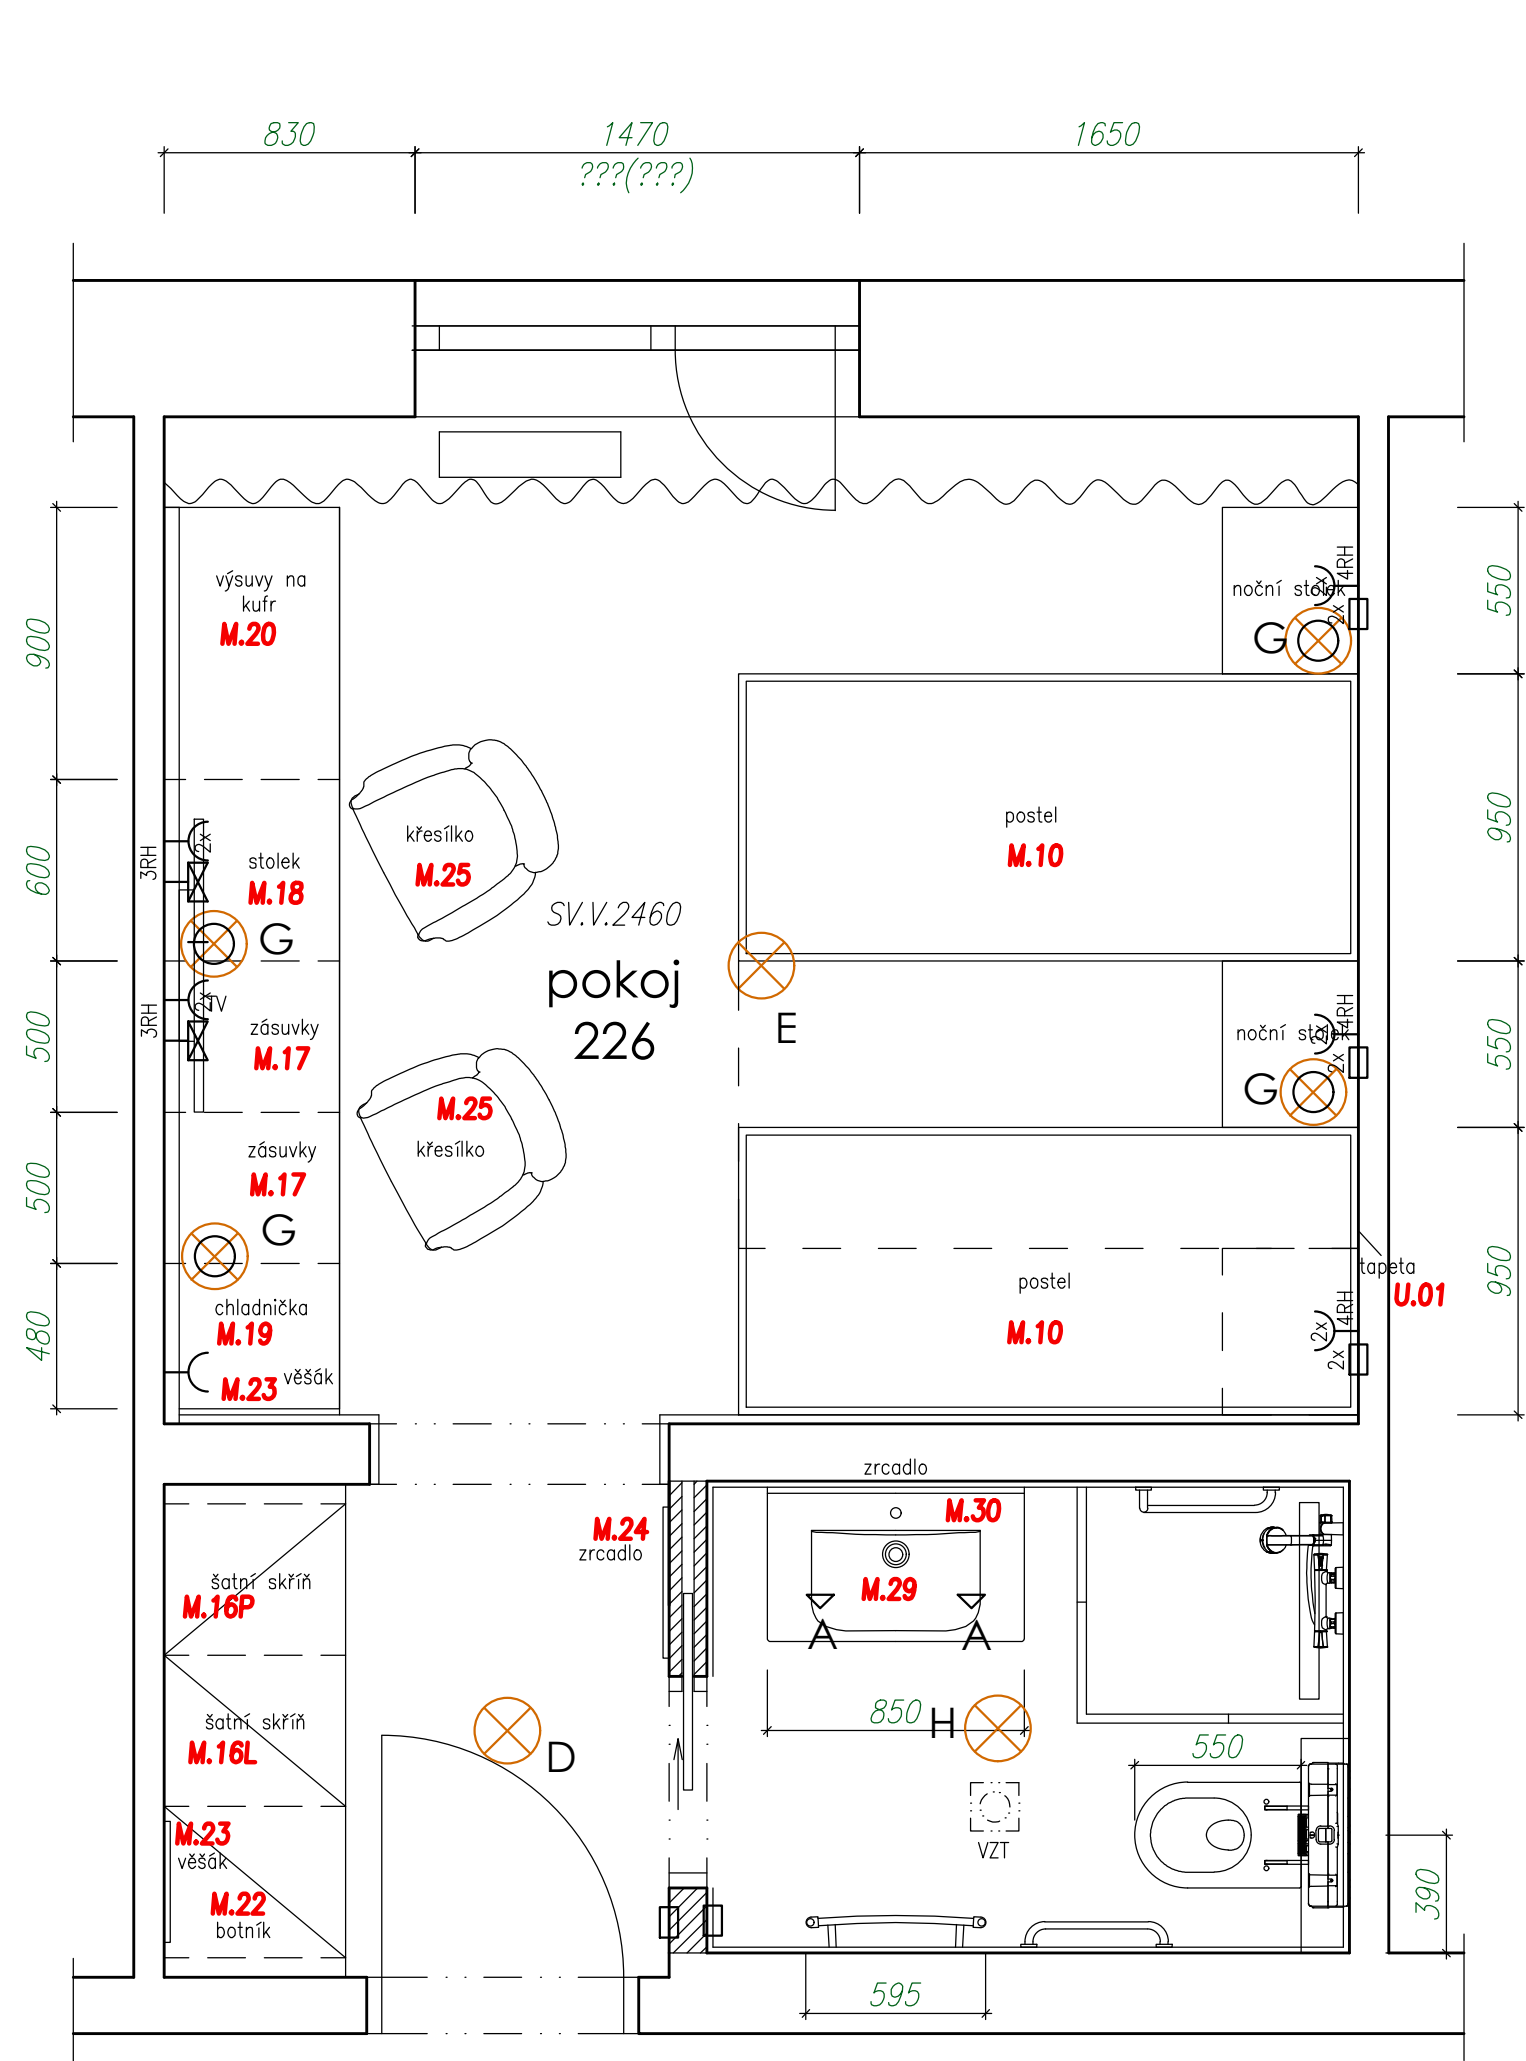 830
1470
1650
???(???)
výsuvy na
kufr
M.20
900
4RH
2x
noční stolek
2x
G
550
postel
M.10
950
křesílko
M.25
3RH
2x
stolek
M.18
600
G
SV.V.2460
pokoj
226
E
3RH
2x
TV
zásuvky
M.17
500
4RH
2x
noční stolek
2x
G
550
M.25
křesílko
zásuvky
M.17
500
G
tapeta
U.01
postel
M.10
950
4RH
2x
2x
chladnička
M.19
480
věšák
M.23
zrcadlo
M.30
M.24
zrcadlo
M.29
A
A
šatní skříň
M.16P
šatní skříň
M.16L
850
H
D
550
M.23
věšák
VZT
M.22
botník
390
595